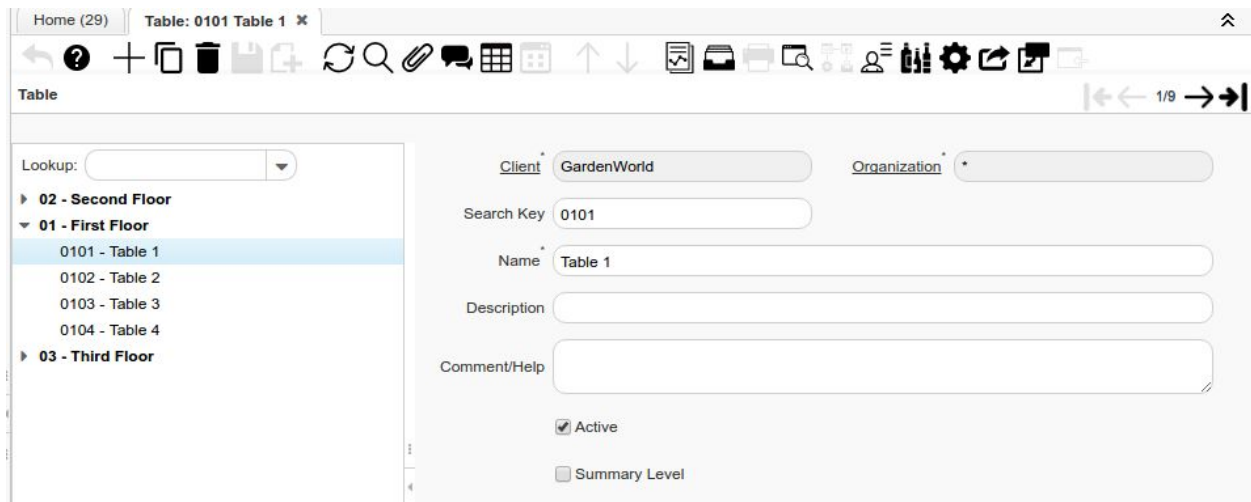 Home (29) Table: 0101 Table 1
Table 1/9
Lookup:
02 - Second Floor
01 - First Floor
0101 - Table 1
0102 - Table 2
0103 - Table 3
0104 - Table 4
03 - Third Floor
Client* GardenWorld Organization* *
Search Key 0101
Name* Table 1
Description
Comment/Help
Active
Summary Level